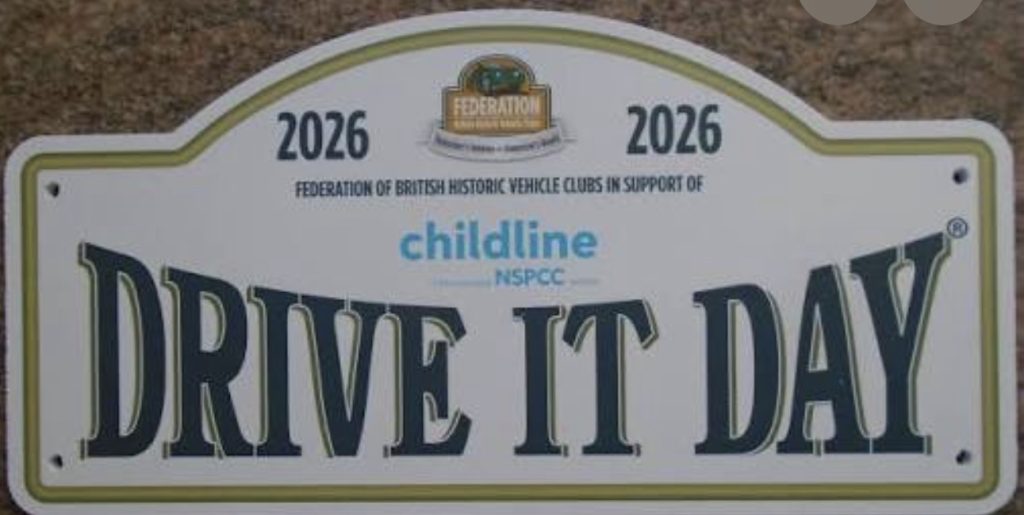 2026 FEDERATION 2026
FEDERATION OF BRITISH HISTORIC VEHICLE CLUBS IN SUPPORT OF
childline
NSPCC
DRIVE IT DAY®